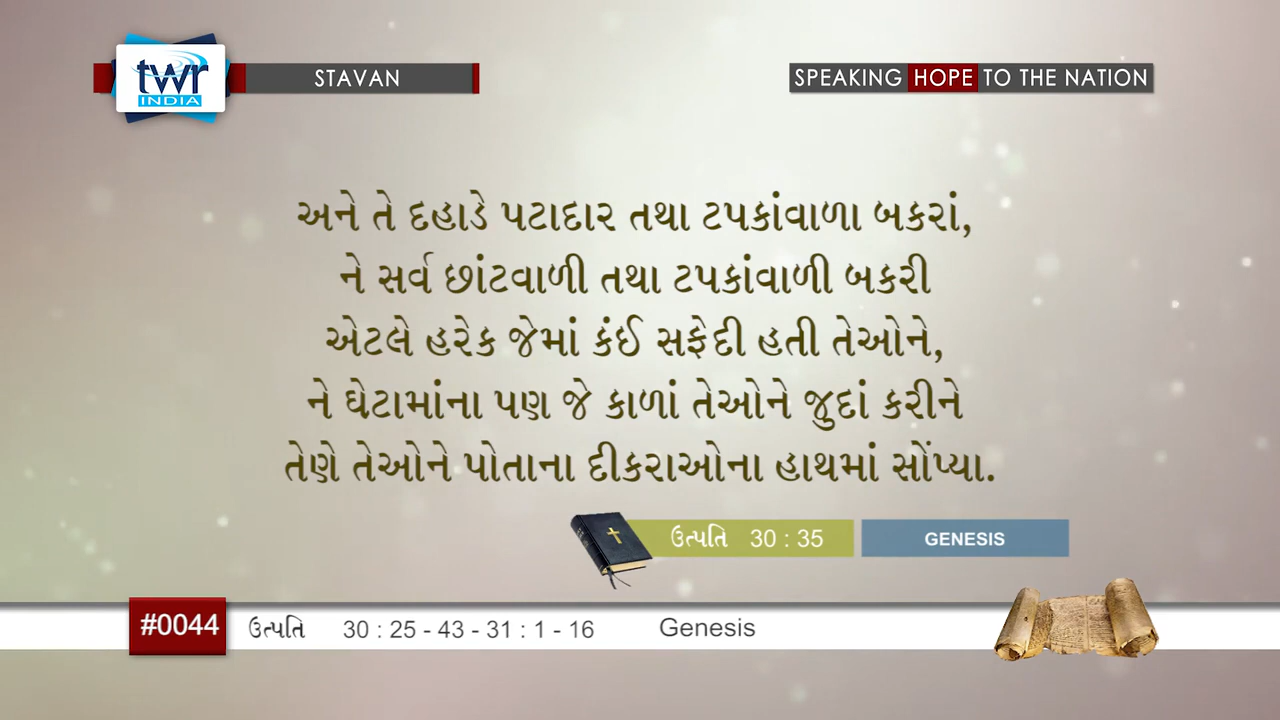 twr
INDIA
STAVAN
SPEAKING HOPE TO THE NATION
અને તે દહાડે પટાદાર તથા ટપકાંવાળા બકરાં,
ને સર્વ છાંટવાળી તથા ટપકાંવાળી બકરી
એટલે હરેક જેમાં કંઈ સફેદી હતી તેઓને,
ને ઘેટામાંના પણ જે કાળાં તેઓને જુદાં કરીને
તેણે તેઓને પોતાના દીકરાઓના હાથમાં સોંપ્યા.
ઉત્પતિ 30 : 35 GENESIS
#0044 ઉત્પતિ 30 : 25 - 43 - 31 : 1 - 16 Genesis